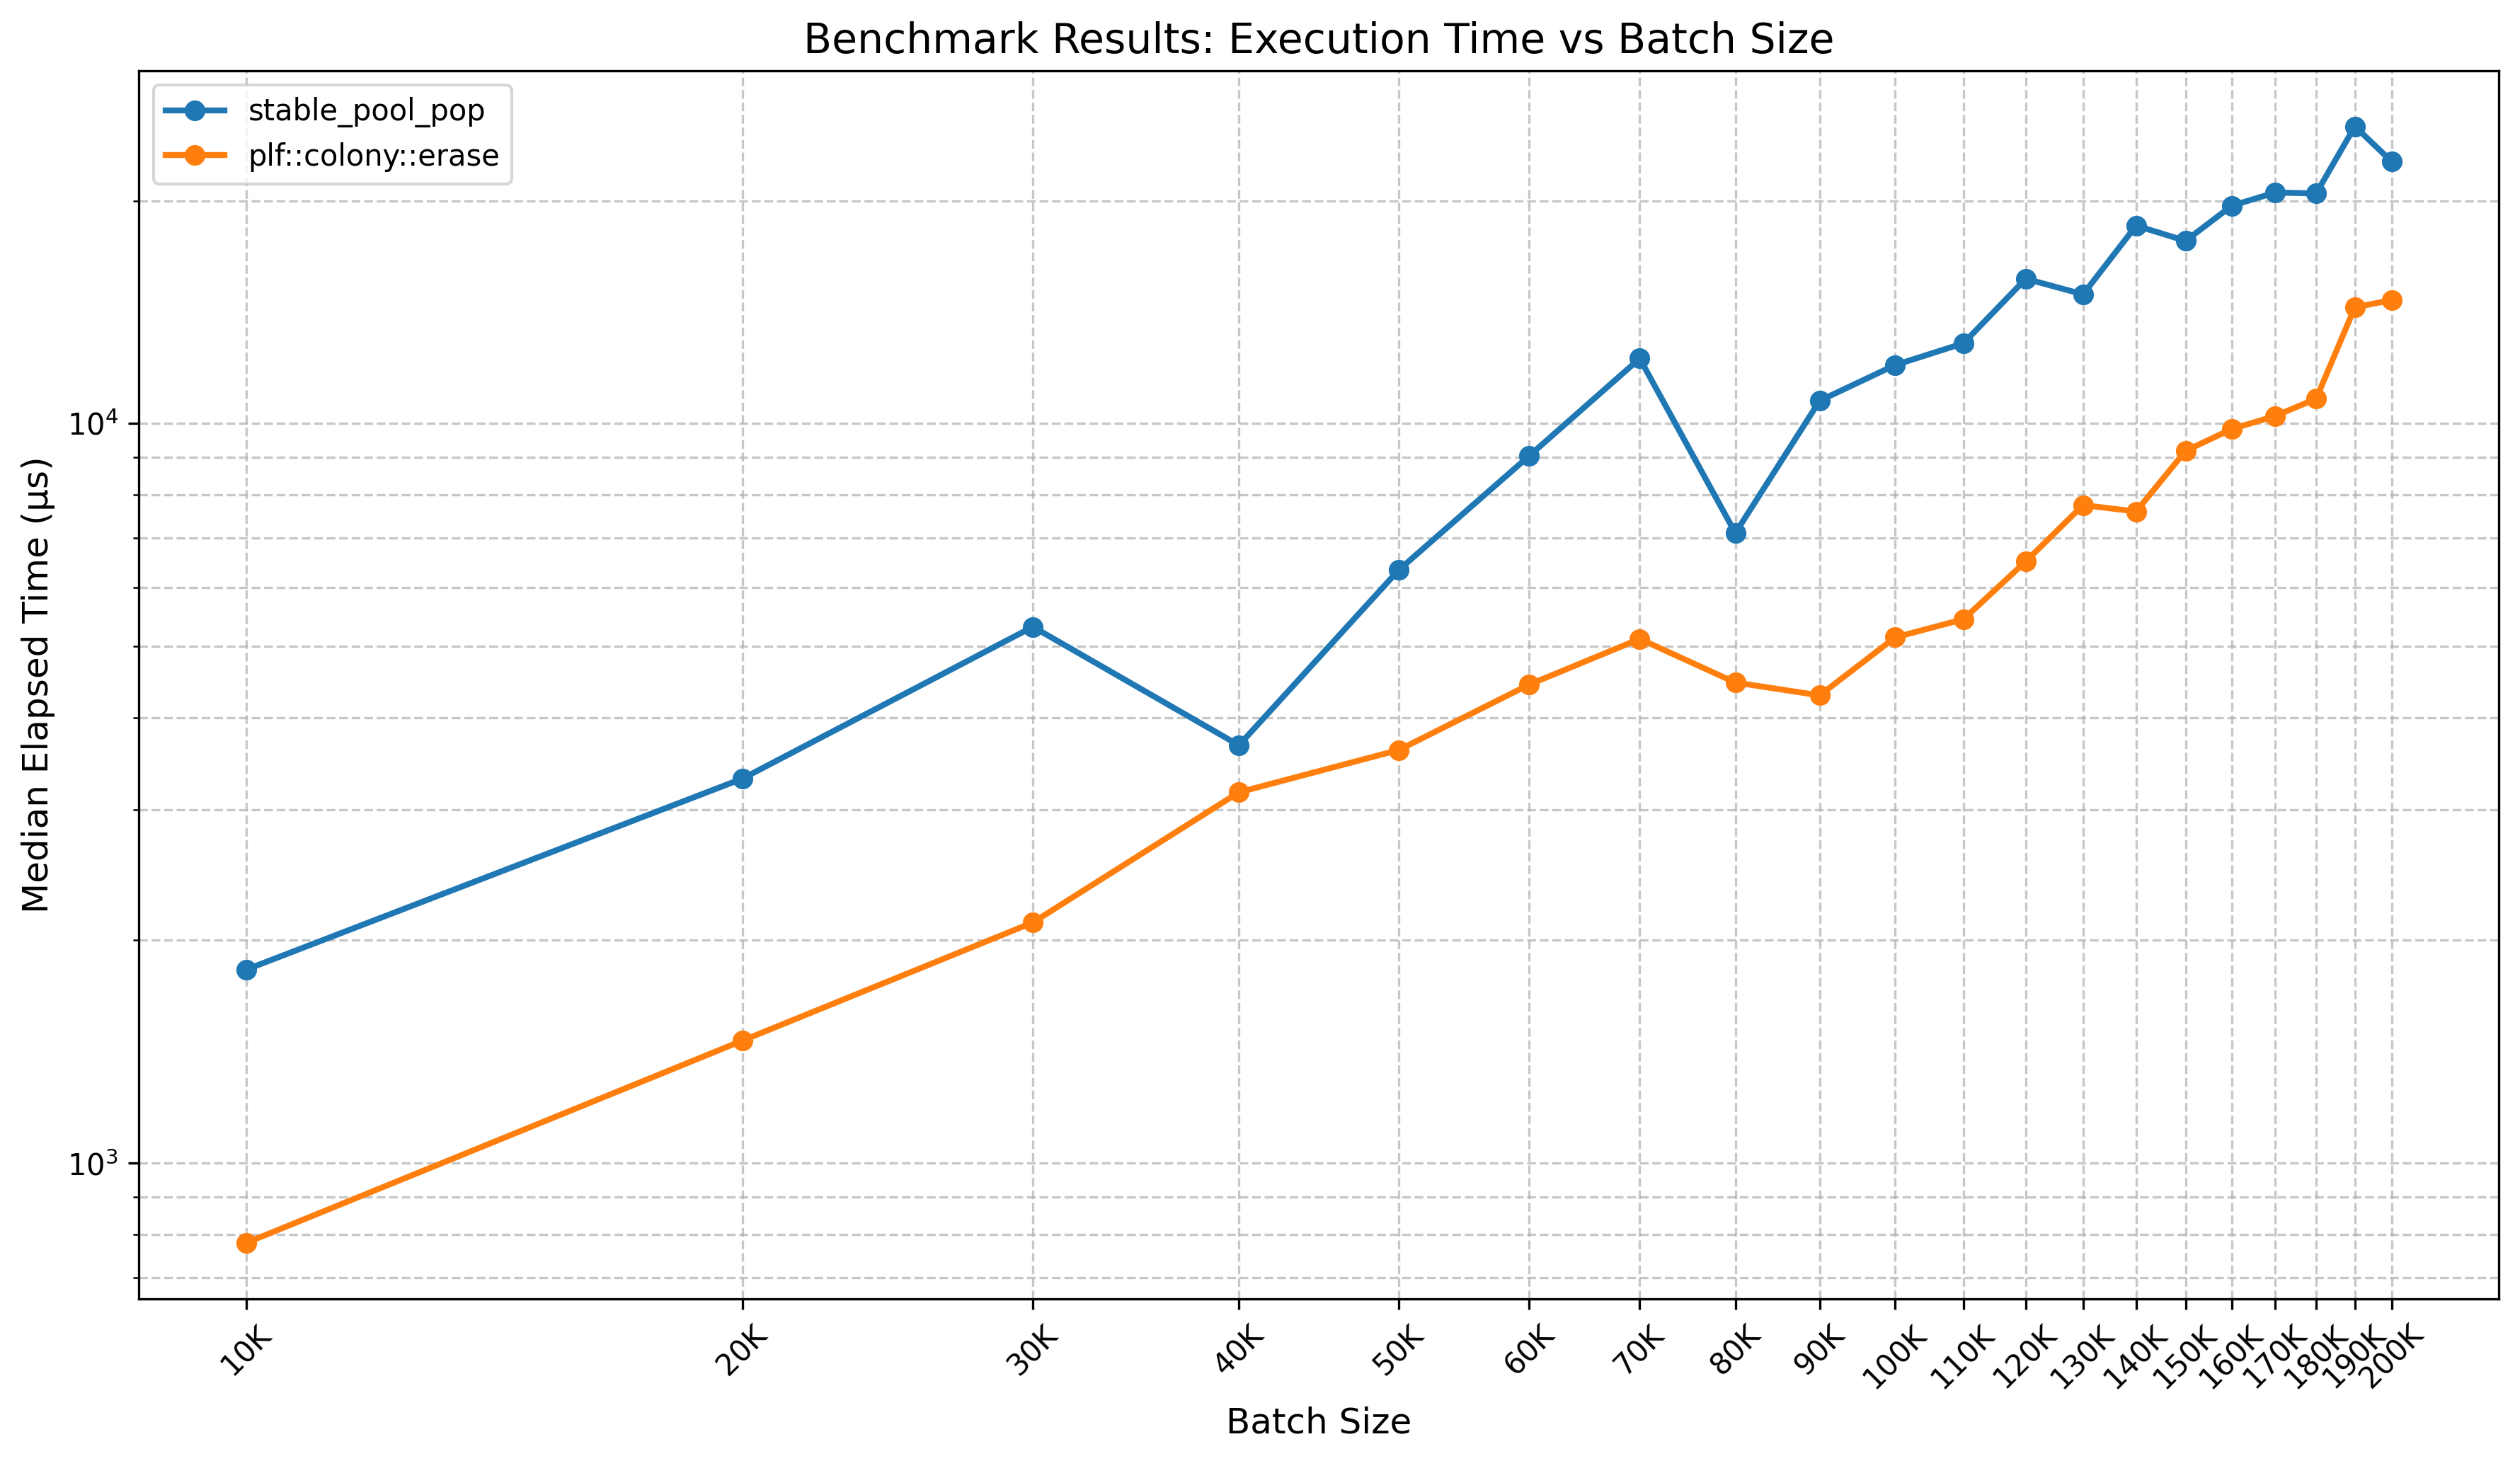 Benchmark Results: Execution Time vs Batch Size
stable_pool_pop
plf::colony::erase
Median Elapsed Time (μs)
10⁴
10³
10K
20K
30K
40K
50K
60K
70K
80K
90K
100K
110K
120K
130K
140K
150K
160K
170K
180K
190K
200K
Batch Size